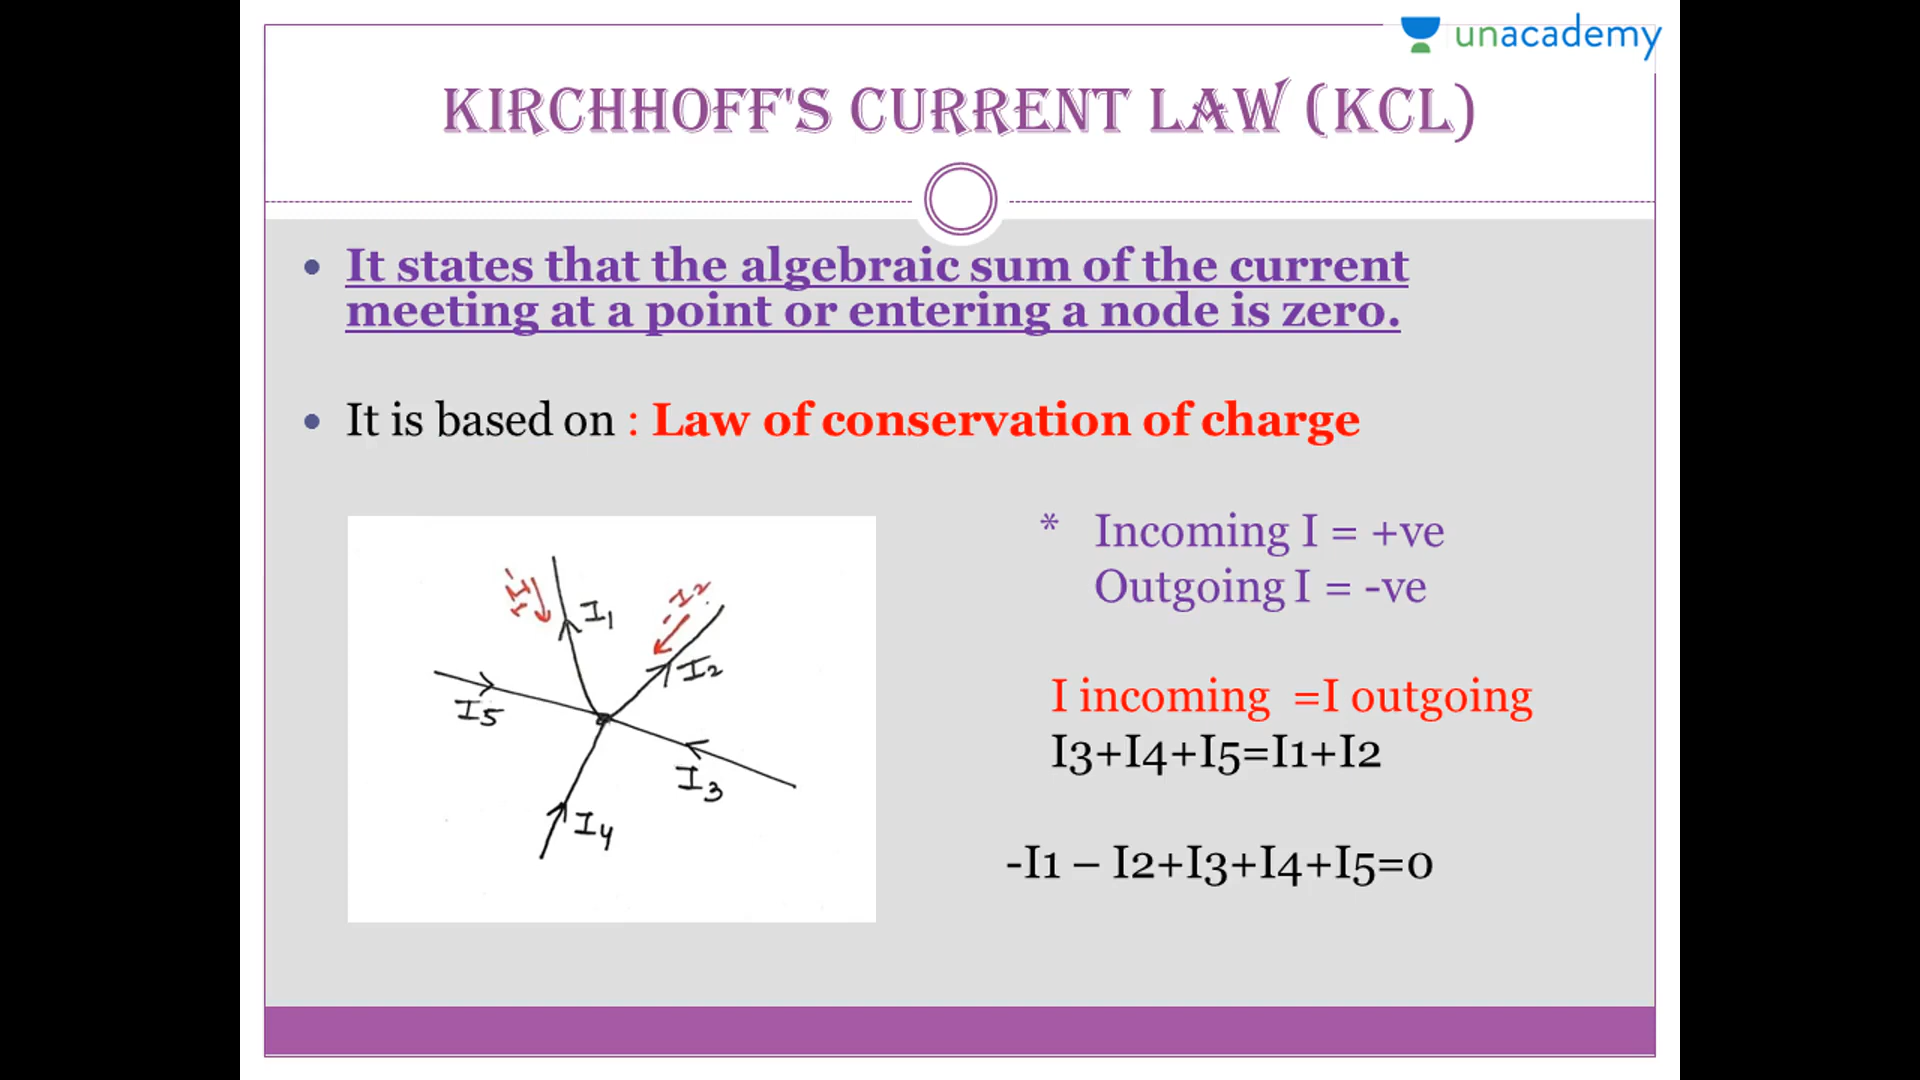 unacademy
KIRCHHOFF'S CURRENT LAW (KCL)
• It states that the algebraic sum of the current
meeting at a point or entering a node is zero.
• It is based on : Law of conservation of charge
* Incoming I = +ve
Outgoing I = -ve
-I1
I1
-I2
I2
I5
I3
I4
I incoming =I outgoing
I3+I4+I5=I1+I2
-I1 – I2+I3+I4+I5=0